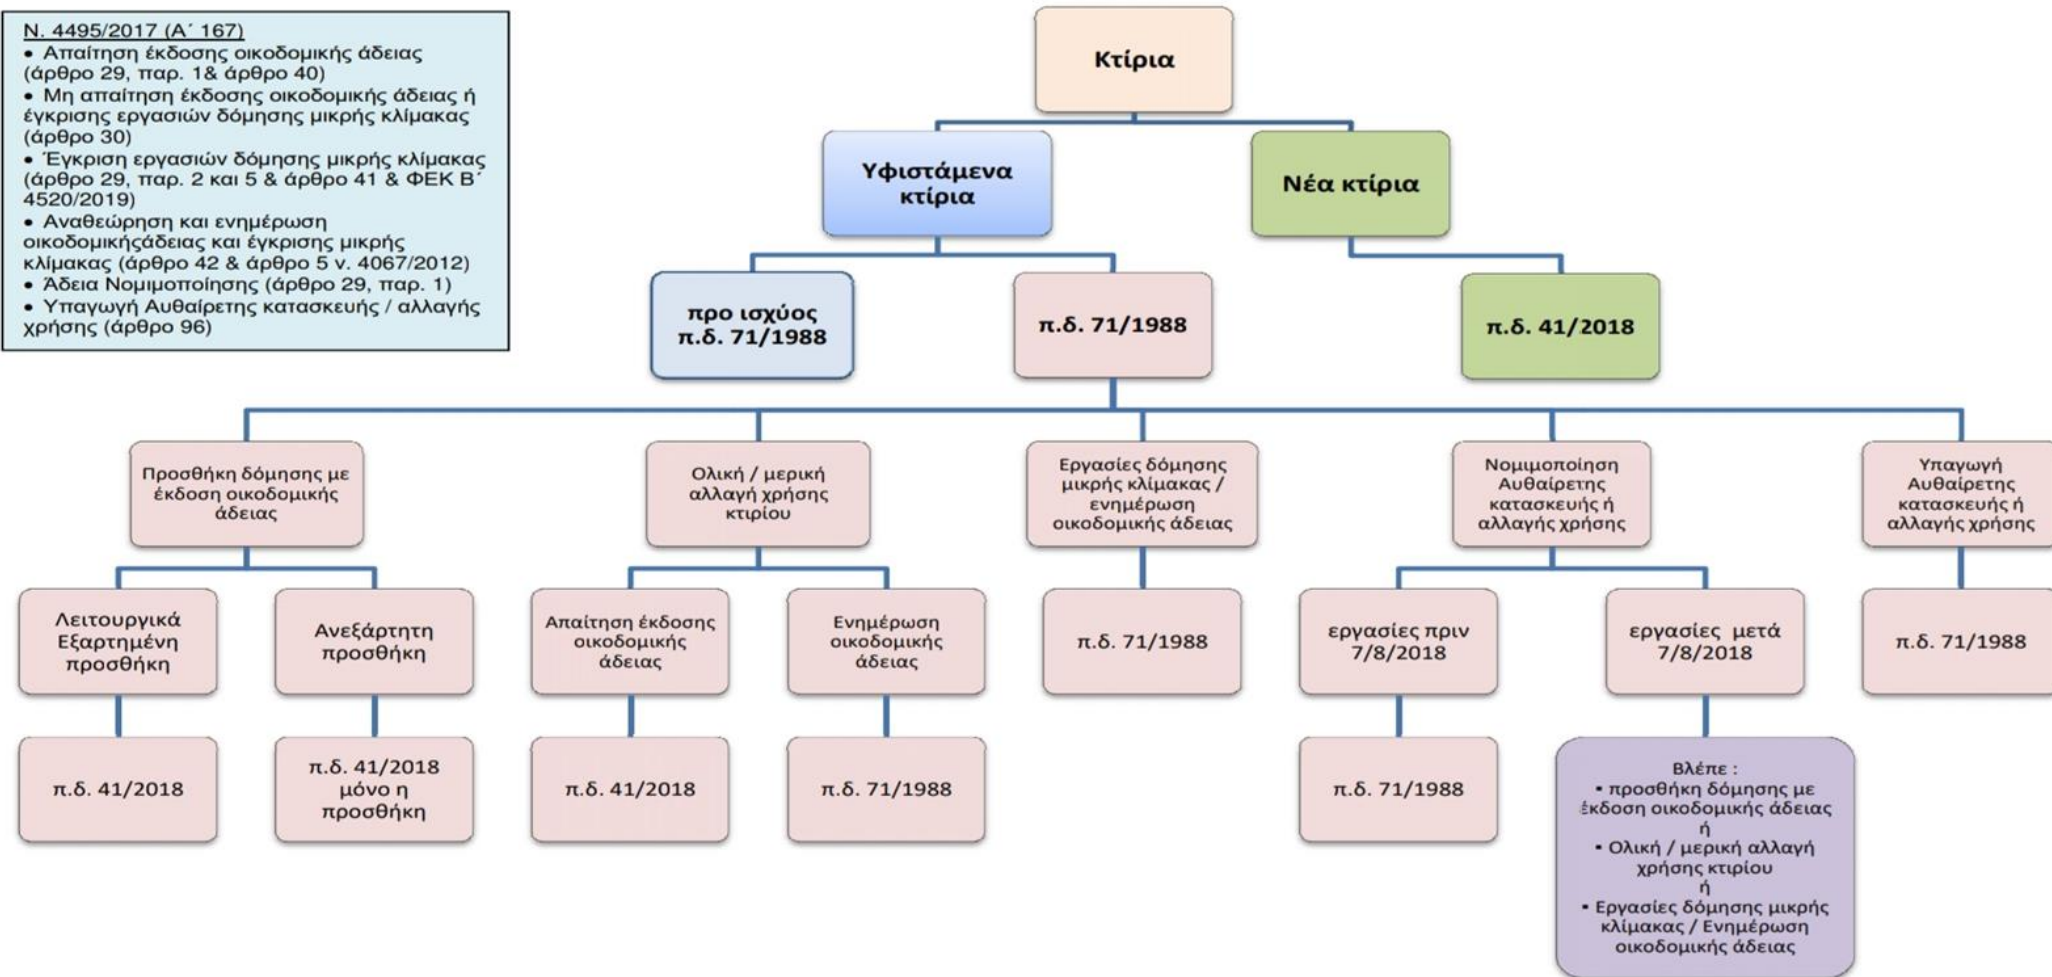 Ν. 4495/2017 (Α΄ 167)
• Απαίτηση έκδοσης οικοδομικής άδειας
(άρθρο 29, παρ. 1& άρθρο 40)
• Μη απαίτηση έκδοσης οικοδομικής άδειας ή
έγκρισης εργασιών δόμησης μικρής κλίμακας
(άρθρο 30)
• Έγκριση εργασιών δόμησης μικρής κλίμακας
(άρθρο 29, παρ. 2 και 5 & άρθρο 41 & ΦΕΚ Β΄
4520/2019)
• Αναθεώρηση και ενημέρωση
οικοδομικήςάδειας και έγκρισης μικρής
κλίμακας (άρθρο 42 & άρθρο 5 ν. 4067/2012)
• Άδεια Νομιμοποίησης (άρθρο 29, παρ. 1)
• Υπαγωγή Αυθαίρετης κατασκευής / αλλαγής
χρήσης (άρθρο 96)
Κτίρια
Υφιστάμενα
κτίρια
Νέα κτίρια
προ ισχύος
π.δ. 71/1988
π.δ. 71/1988
π.δ. 41/2018
Προσθήκη δόμησης με
έκδοση οικοδομικής
άδειας
Ολική / μερική
αλλαγή χρήσης
κτιρίου
Εργασίες δόμησης
μικρής κλίμακας /
ενημέρωση
οικοδομικής άδειας
Νομιμοποίηση
Αυθαίρετης
κατασκευής ή
αλλαγής χρήσης
Υπαγωγή
Αυθαίρετης
κατασκευής ή
αλλαγής χρήσης
Λειτουργικά
Εξαρτημένη
προσθήκη
Ανεξάρτητη
προσθήκη
Απαίτηση έκδοσης
οικοδομικής
άδειας
Ενημέρωση
οικοδομικής
άδειας
π.δ. 71/1988
εργασίες πριν
7/8/2018
εργασίες μετά
7/8/2018
π.δ. 71/1988
π.δ. 41/2018
π.δ. 41/2018
μόνο η
προσθήκη
π.δ. 41/2018
π.δ. 71/1988
π.δ. 71/1988
Βλέπε :
▪ προσθήκη δόμησης με
έκδοση οικοδομικής άδειας
ή
▪ Ολική / μερική αλλαγή
χρήσης κτιρίου
ή
▪ Εργασίες δόμησης μικρής
κλίμακας / Ενημέρωση
οικοδομικής άδειας